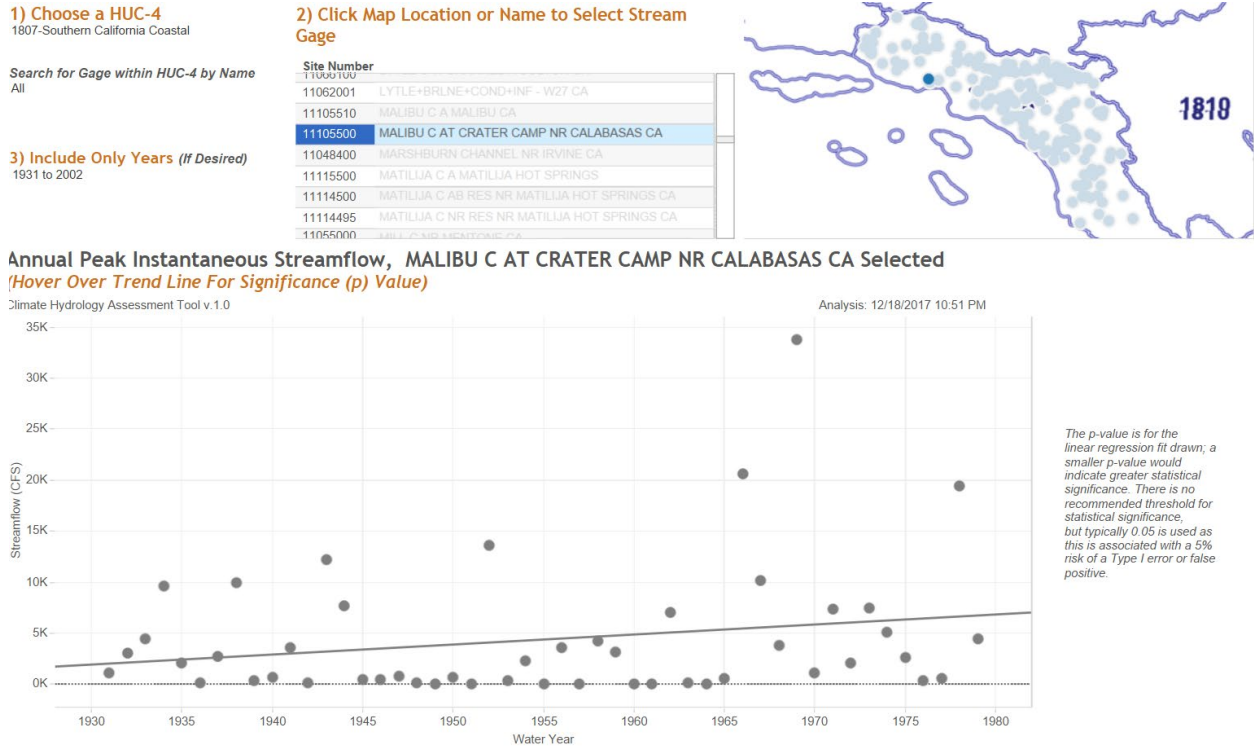 1) Choose a HUC-4
1807-Southern California Coastal
Search for Gage within HUC-4 by Name
All
3) Include Only Years (If Desired)
1931 to 2002
2) Click Map Location or Name to Select Stream
Gage
Site Number
11066100
11062001 LYTLE+BRLNE+COND+INF - W27 CA
11105510 MALIBU C A MALIBU CA
11105500 MALIBU C AT CRATER CAMP NR CALABASAS CA
11048400 MARSHBURN CHANNEL NR IRVINE CA
11115500 MATILIJA C A MATILIJA HOT SPRINGS
11114500 MATILIJA C AB RES NR MATILIJA HOT SPRINGS CA
11114495 MATILIJA C NR RES NR MATILIJA HOT SPRINGS CA
11055000 MILL C NR MENTONE CA
Annual Peak Instantaneous Streamflow, MALIBU C AT CRATER CAMP NR CALABASAS CA Selected
(Hover Over Trend Line For Significance (p) Value)
Climate Hydrology Assessment Tool v.1.0
Analysis: 12/18/2017 10:51 PM
35K
30K
25K
20K
15K
10K
5K
0K
Streamflow (CFS)
1930 1935 1940 1945 1950 1955 1960 1965 1970 1975 1980
Water Year
The p-value is for the
linear regression fit drawn; a
smaller p-value would
indicate greater statistical
significance. There is no
recommended threshold for
statistical significance,
but typically 0.05 is used as
this is associated with a 5%
risk of a Type I error or false
positive.